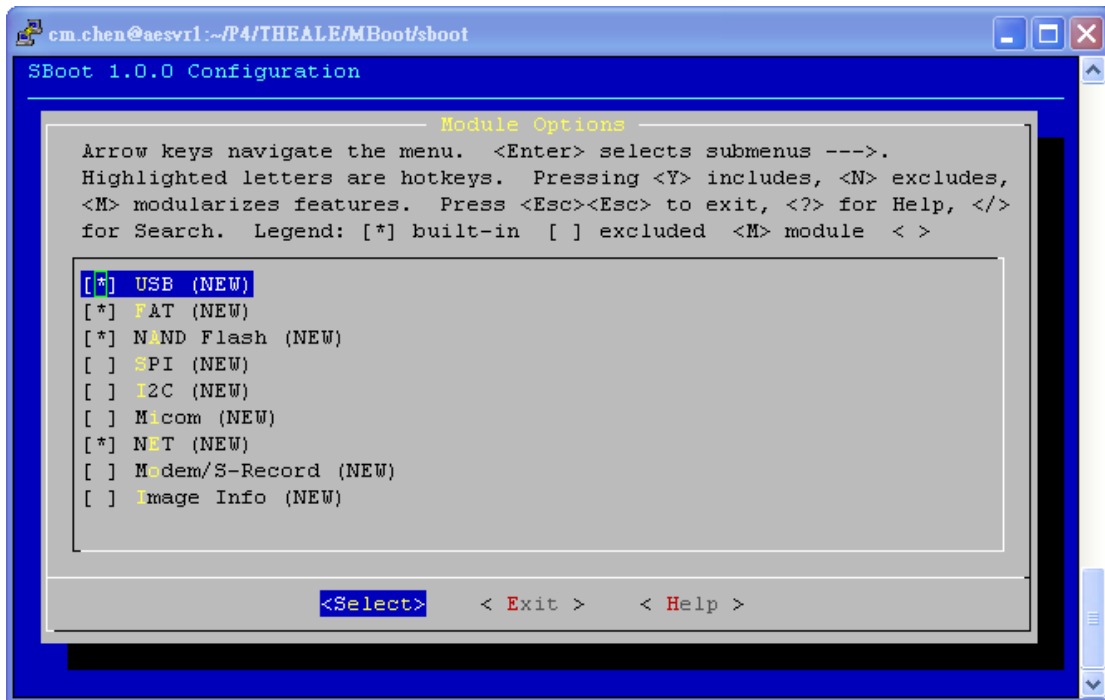 cm.chen@aesvr1:~/P4/THEALE/MBoot/sboot
SBoot 1.0.0 Configuration
Module Options
Arrow keys navigate the menu.  <Enter> selects submenus --->.
Highlighted letters are hotkeys.  Pressing <Y> includes, <N> excludes,
<M> modularizes features.  Press <Esc><Esc> to exit, <?> for Help, </>
for Search.  Legend: [*] built-in  [ ] excluded  <M> module  < >
[*] USB (NEW)
[*] FAT (NEW)
[*] NAND Flash (NEW)
[ ] SPI (NEW)
[ ] I2C (NEW)
[ ] Micom (NEW)
[*] NET (NEW)
[ ] Modem/S-Record (NEW)
[ ] Image Info (NEW)
<Select>    < Exit >    < Help >